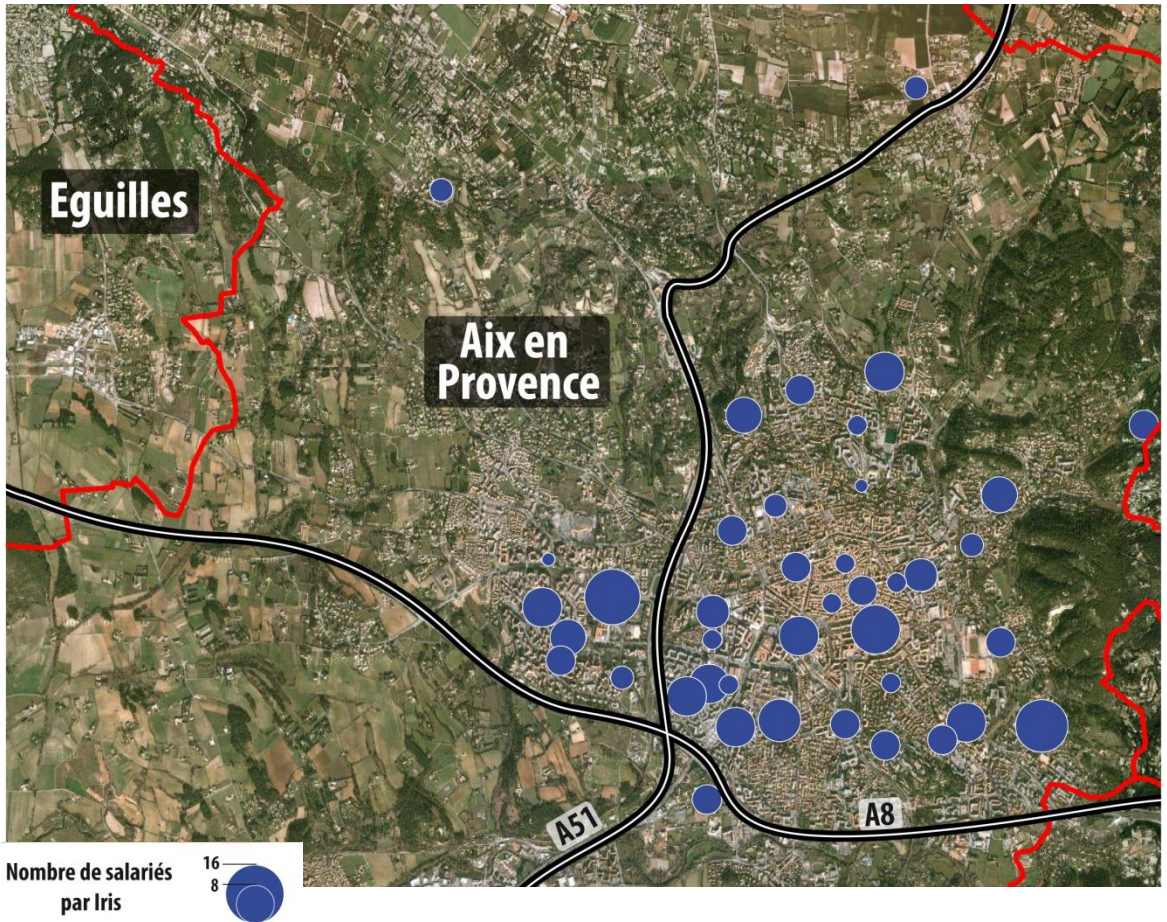 Eguilles
Aix en
Provence
A51
A8
Nombre de salariés
par Iris
16
8